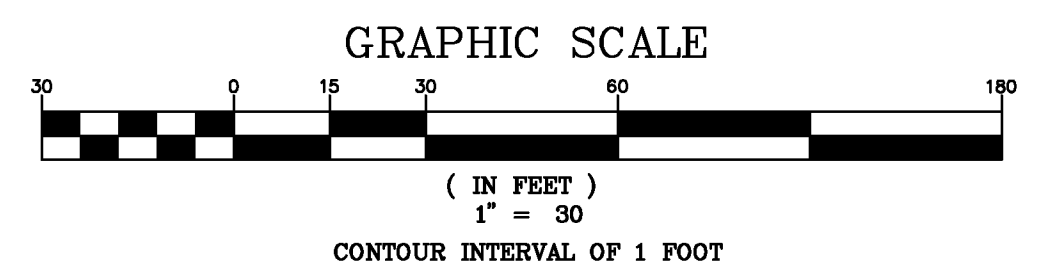 GRAPHIC SCALE
30 0 15 30 60 180
( IN FEET )
1" = 30
CONTOUR INTERVAL OF 1 FOOT